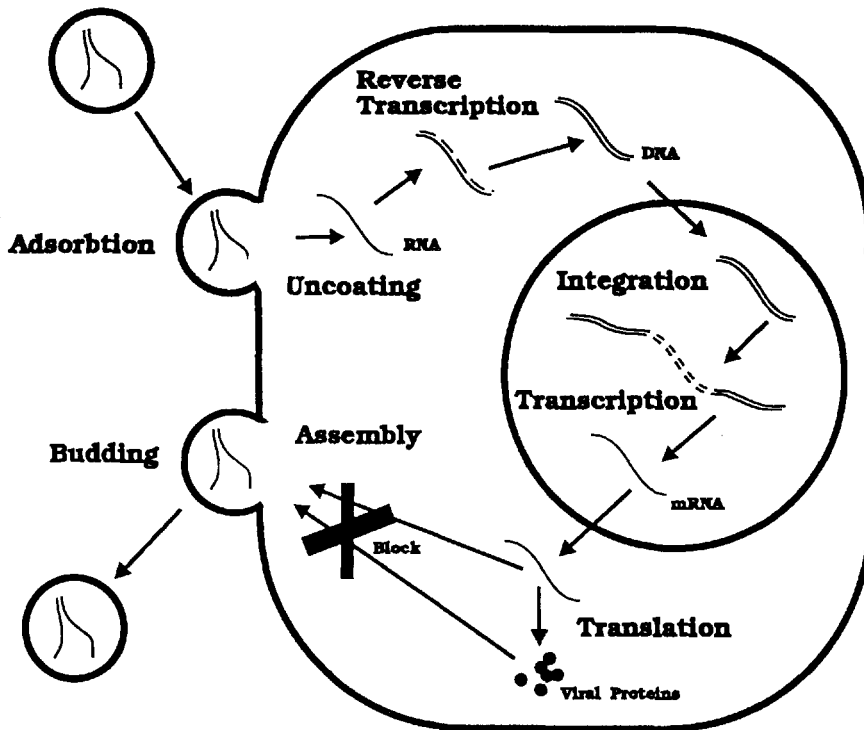 Reverse
Transcription
DNA
Adsorbtion
RNA
Uncoating
Integration
Transcription
Assembly
Budding
mRNA
Block
Translation
Viral Proteins